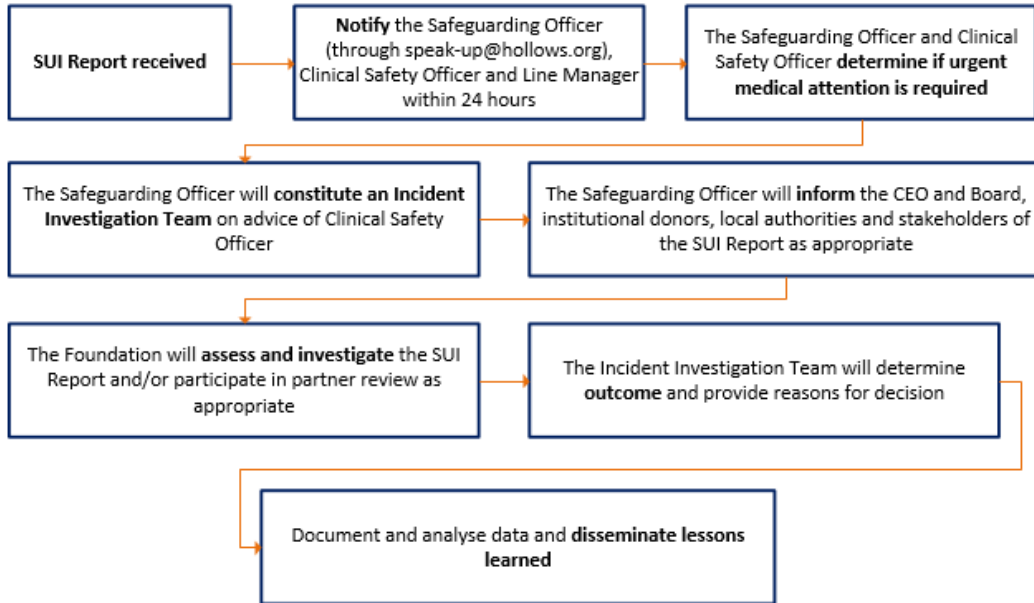 SUI Report received
Notify the Safeguarding Officer
(through speak-up@hollows.org),
Clinical Safety Officer and Line Manager
within 24 hours
The Safeguarding Officer and Clinical
Safety Officer determine if urgent
medical attention is required
The Safeguarding Officer will constitute an Incident
Investigation Team on advice of Clinical Safety
Officer
The Safeguarding Officer will inform the CEO and Board,
institutional donors, local authorities and stakeholders of
the SUI Report as appropriate
The Foundation will assess and investigate the SUI
Report and/or participate in partner review as
appropriate
The Incident Investigation Team will determine
outcome and provide reasons for decision
Document and analyse data and disseminate lessons
learned